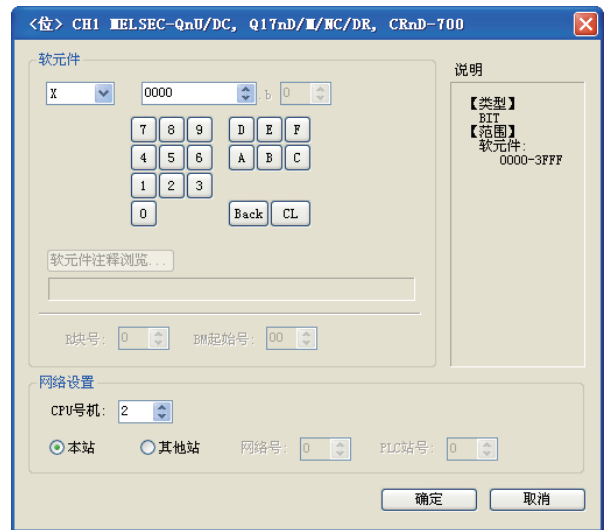 <位> CH1 MELSEC-QnU/DC, Q17nD/M/NC/DR, CRnD-700
软元件
说明
X 0000 .b 0
【类型】
BIT
【范围】
软元件:
0000-3FFF
7 8 9 D E F
4 5 6 A B C
1 2 3
0 Back CL
软元件注释浏览...
R块号: 0 BM起始号: 00
网络设置
CPU号机: 2
本站 其他站 网络号: 0 PLC站号: 0
确定 取消